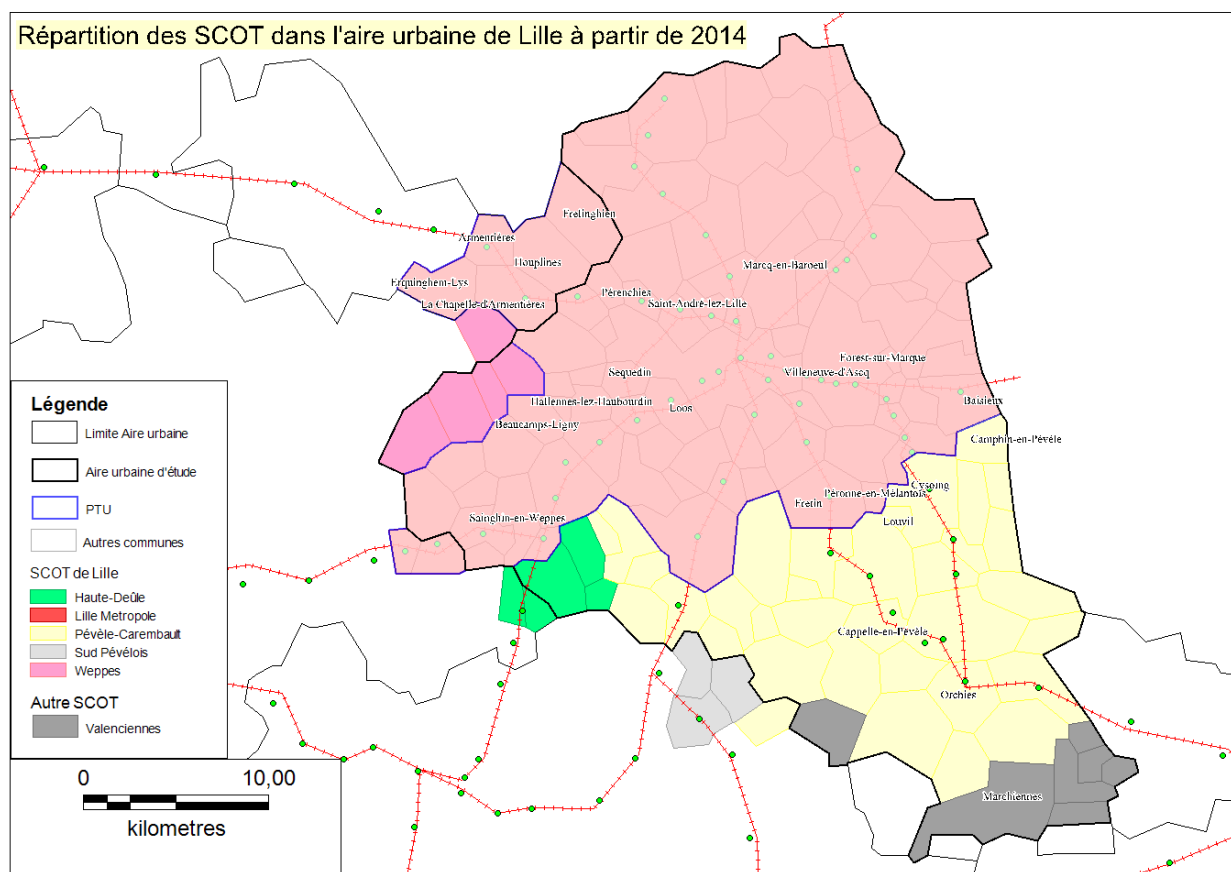 Répartition des SCOT dans l'aire urbaine de Lille à partir de 2014
Frelinghien
Armentières
Houplines
Marcq-en-Baroeul
Erquinghem-Lys
Pérenchies
La Chapelle-d'Armentières
Saint-André-lez-Lille
Forest-sur-Marque
Sequedin
Villeneuve-d'Ascq
Hallennes-lez-Haubourdin
Loos
Baisieux
Beaucamps-Ligny
Camphin-en-Pévèle
Cysoing
Péronne-en-Mélantois
Fretin
Sainghin-en-Weppes
Louvil
Cappelle-en-Pévèle
Orchies
Marchiennes
Légende
Limite Aire urbaine
Aire urbaine d'étude
PTU
Autres communes
SCOT de Lille
Haute-Deûle
Lille Metropole
Pévèle-Carembault
Sud Pévélois
Weppes
Autre SCOT
Valenciennes
0 10,00
kilometres